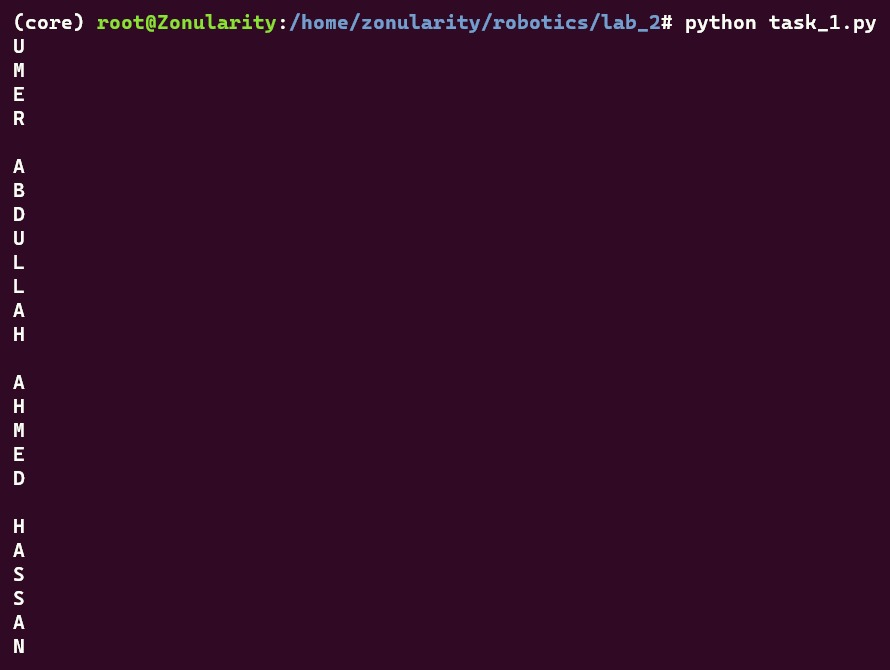 (core) root@Zonularity:/home/zonularity/robotics/lab_2# python task_1.py
U
M
E
R

A
B
D
U
L
L
A
H

A
H
M
E
D

H
A
S
S
A
N